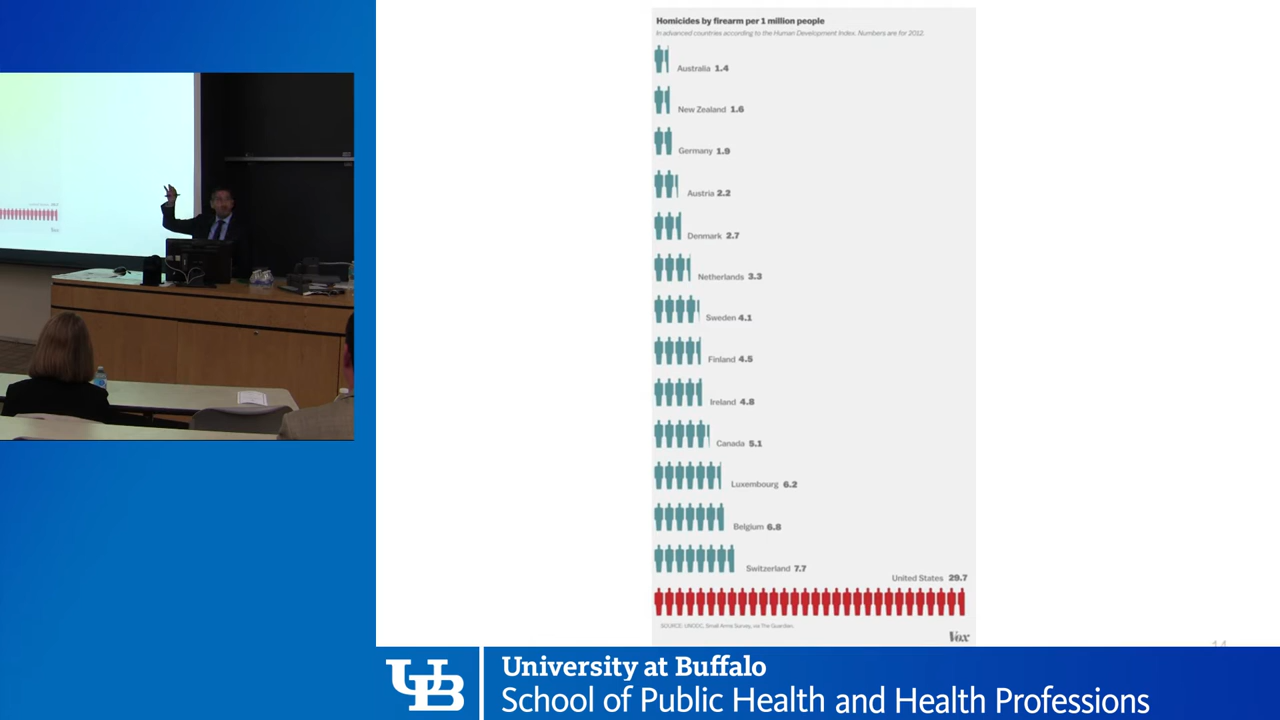 Homicides by firearm per 1 million people
In advanced countries according to the Human Development Index. Numbers are for 2012.
Australia 1.4
New Zealand 1.6
Germany 1.9
Austria 2.2
Denmark 2.7
Netherlands 3.3
Sweden 4.1
Finland 4.5
Ireland 4.8
Canada 5.1
Luxembourg 6.2
Belgium 6.8
Switzerland 7.7
United States 29.7
SOURCE: UNODC, Small Arms Survey, via The Guardian.
Vox
14
UB
University at Buffalo
School of Public Health and Health Professions